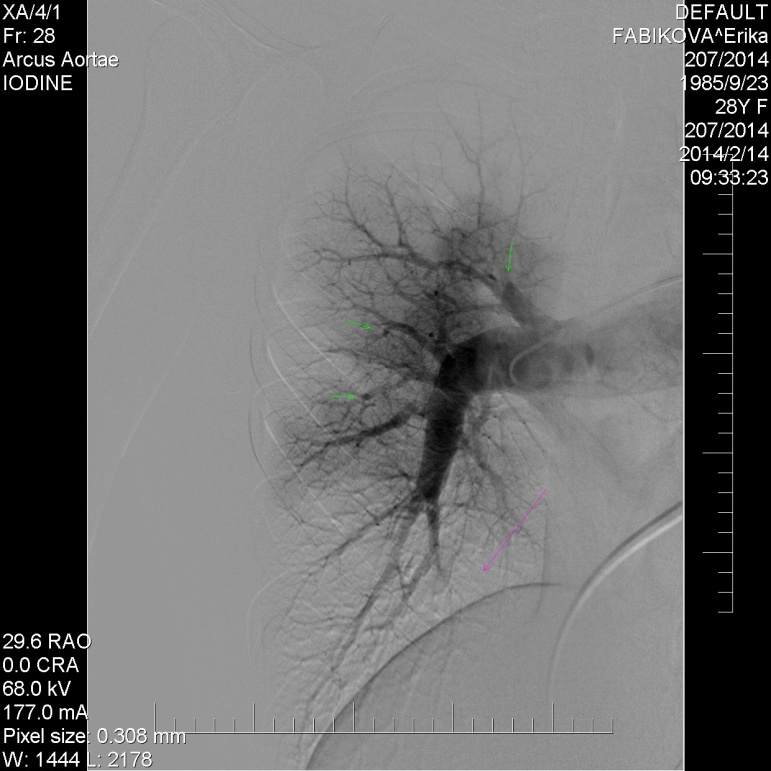 XA/4/1
Fr: 28
Arcus Aortae
IODINE
DEFAULT
FABIKOVA^Erika
207/2014
1985/9/23
28Y F
207/2014
2014/2/14
09:33:23
29.6 RAO
0.0 CRA
68.0 kV
177.0 mA
Pixel size: 0.308 mm
W: 1444 L: 2178